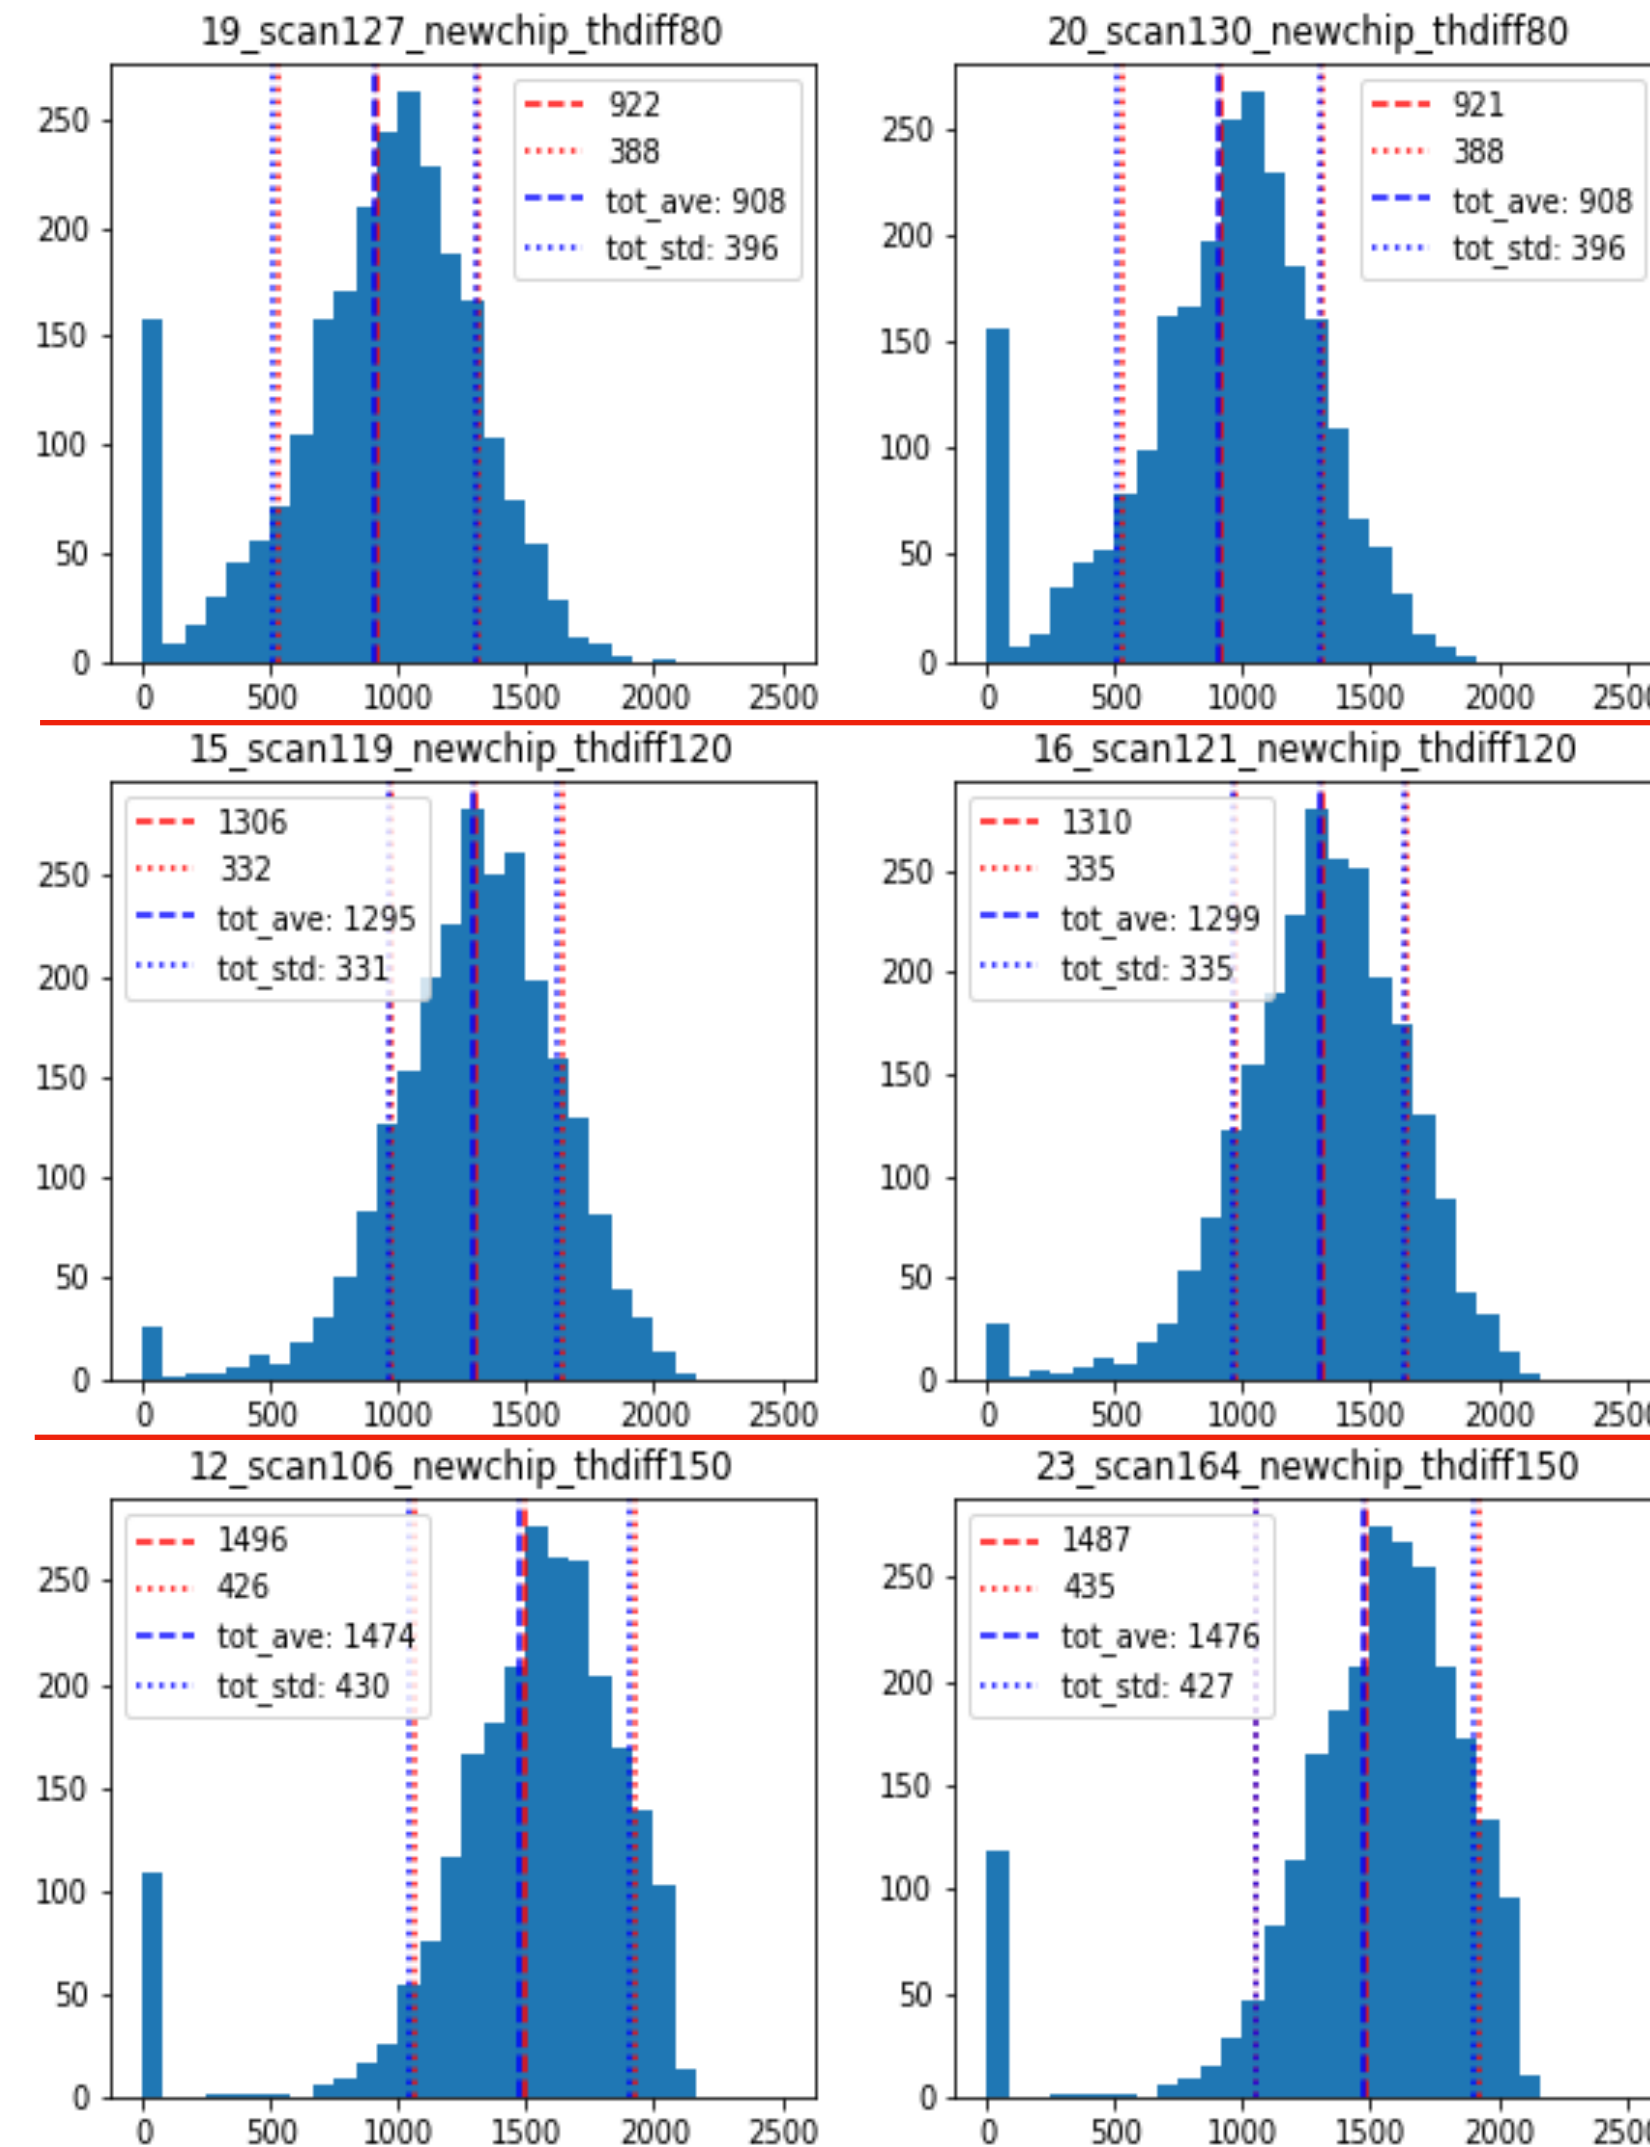 19_scan127_newchip_thdiff80
922
388
tot_ave: 908
tot_std: 396
250
200
150
100
50
0
0 500 1000 1500 2000 2500
20_scan130_newchip_thdiff80
921
388
tot_ave: 908
tot_std: 396
250
200
150
100
50
0
0 500 1000 1500 2000 250
15_scan119_newchip_thdiff120
1306
332
tot_ave: 1295
tot_std: 331
250
200
150
100
50
0
0 500 1000 1500 2000 2500
16_scan121_newchip_thdiff120
1310
335
tot_ave: 1299
tot_std: 335
250
200
150
100
50
0
0 500 1000 1500 2000 250
12_scan106_newchip_thdiff150
1496
426
tot_ave: 1474
tot_std: 430
250
200
150
100
50
0
0 500 1000 1500 2000 2500
23_scan164_newchip_thdiff150
1487
435
tot_ave: 1476
tot_std: 427
250
200
150
100
50
0
0 500 1000 1500 2000 250